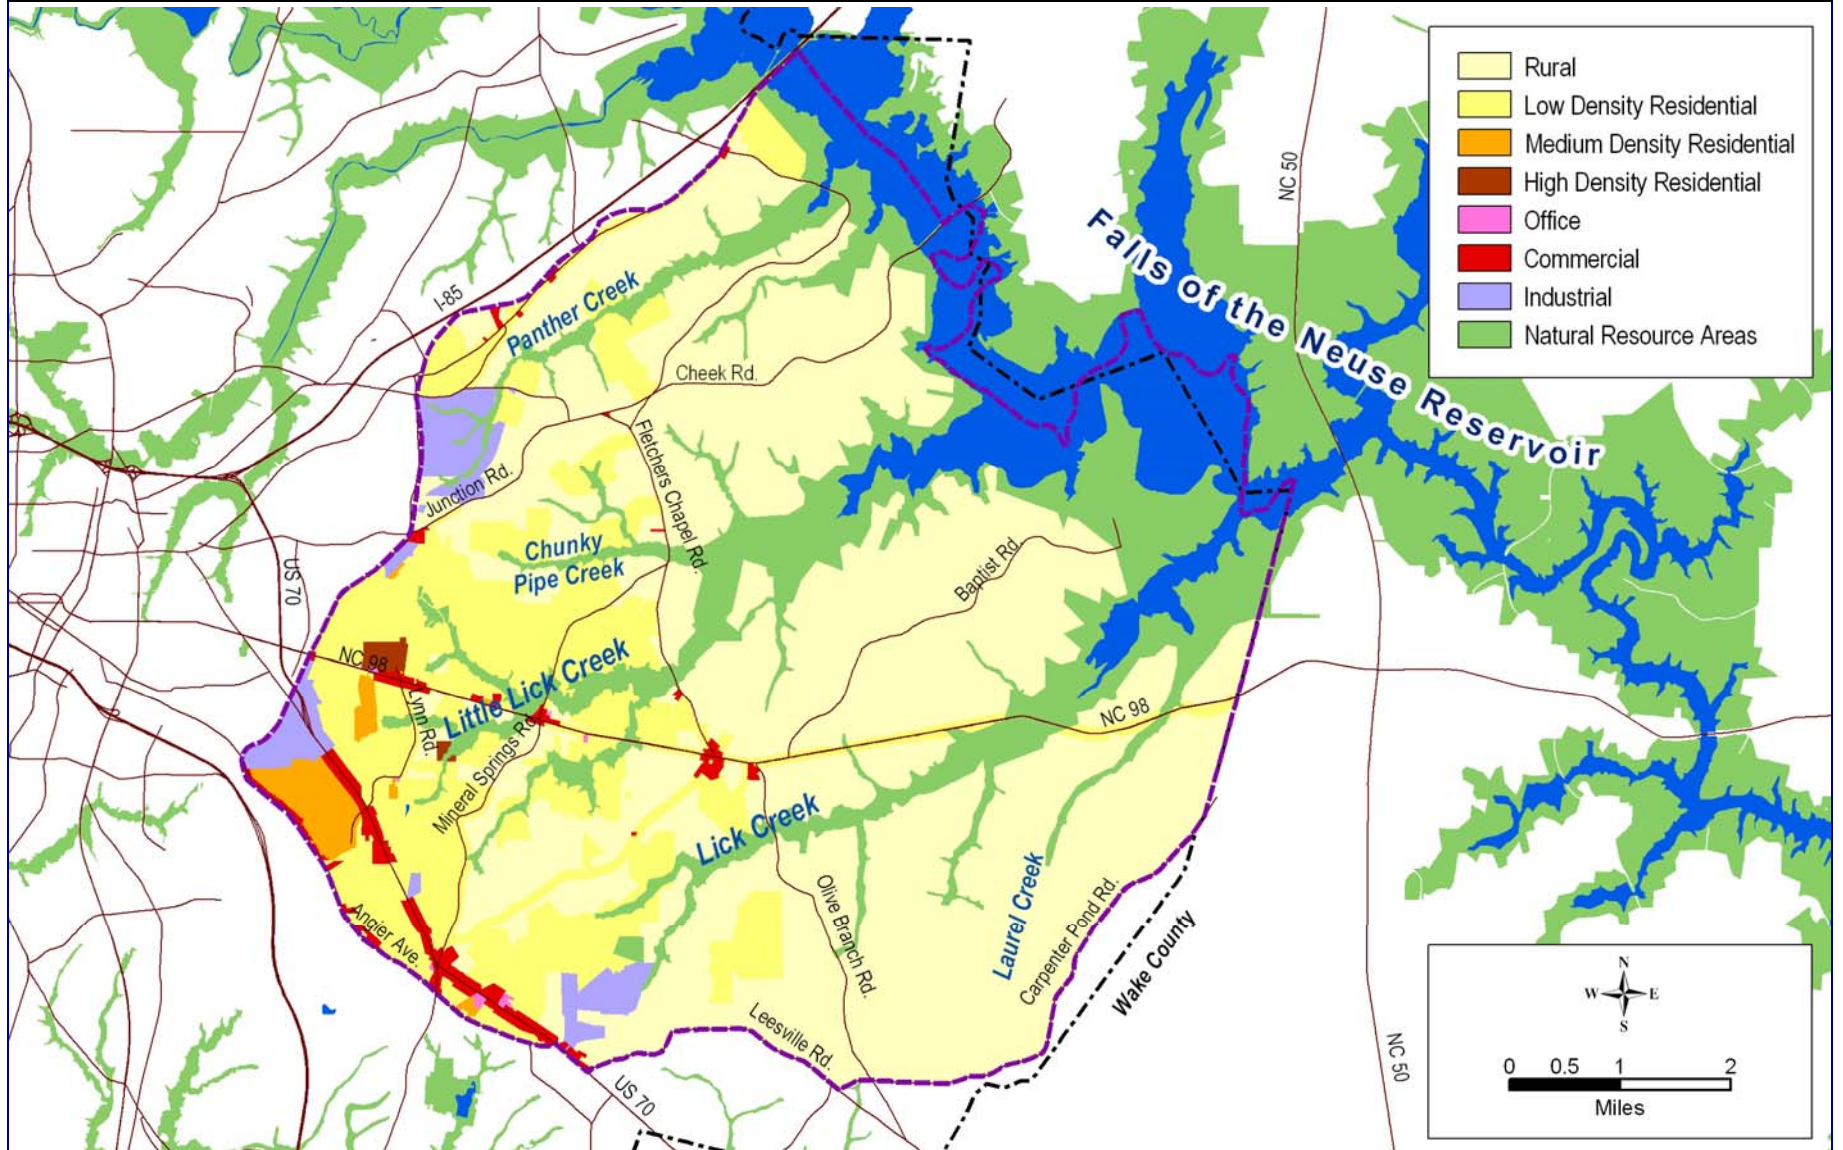 Rural
Low Density Residential
Medium Density Residential
High Density Residential
Office
Commercial
Industrial
Natural Resource Areas
NC 50
Falls of the Neuse Reservoir
I-85
Panther Creek
Cheek Rd.
Fletchers Chapel Rd.
Junction Rd.
Chunky
Pipe Creek
US 70
Baptist Rd.
NC 98
Lynn Rd.
Little Lick Creek
Mineral Springs Rd.
NC 98
Lick Creek
Olive Branch Rd.
Laurel Creek
Carpenter Pond Rd.
Wake County
Angier Ave.
Leesville Rd.
US 70
NC 50
N
W E
S
0 0.5 1 2
Miles